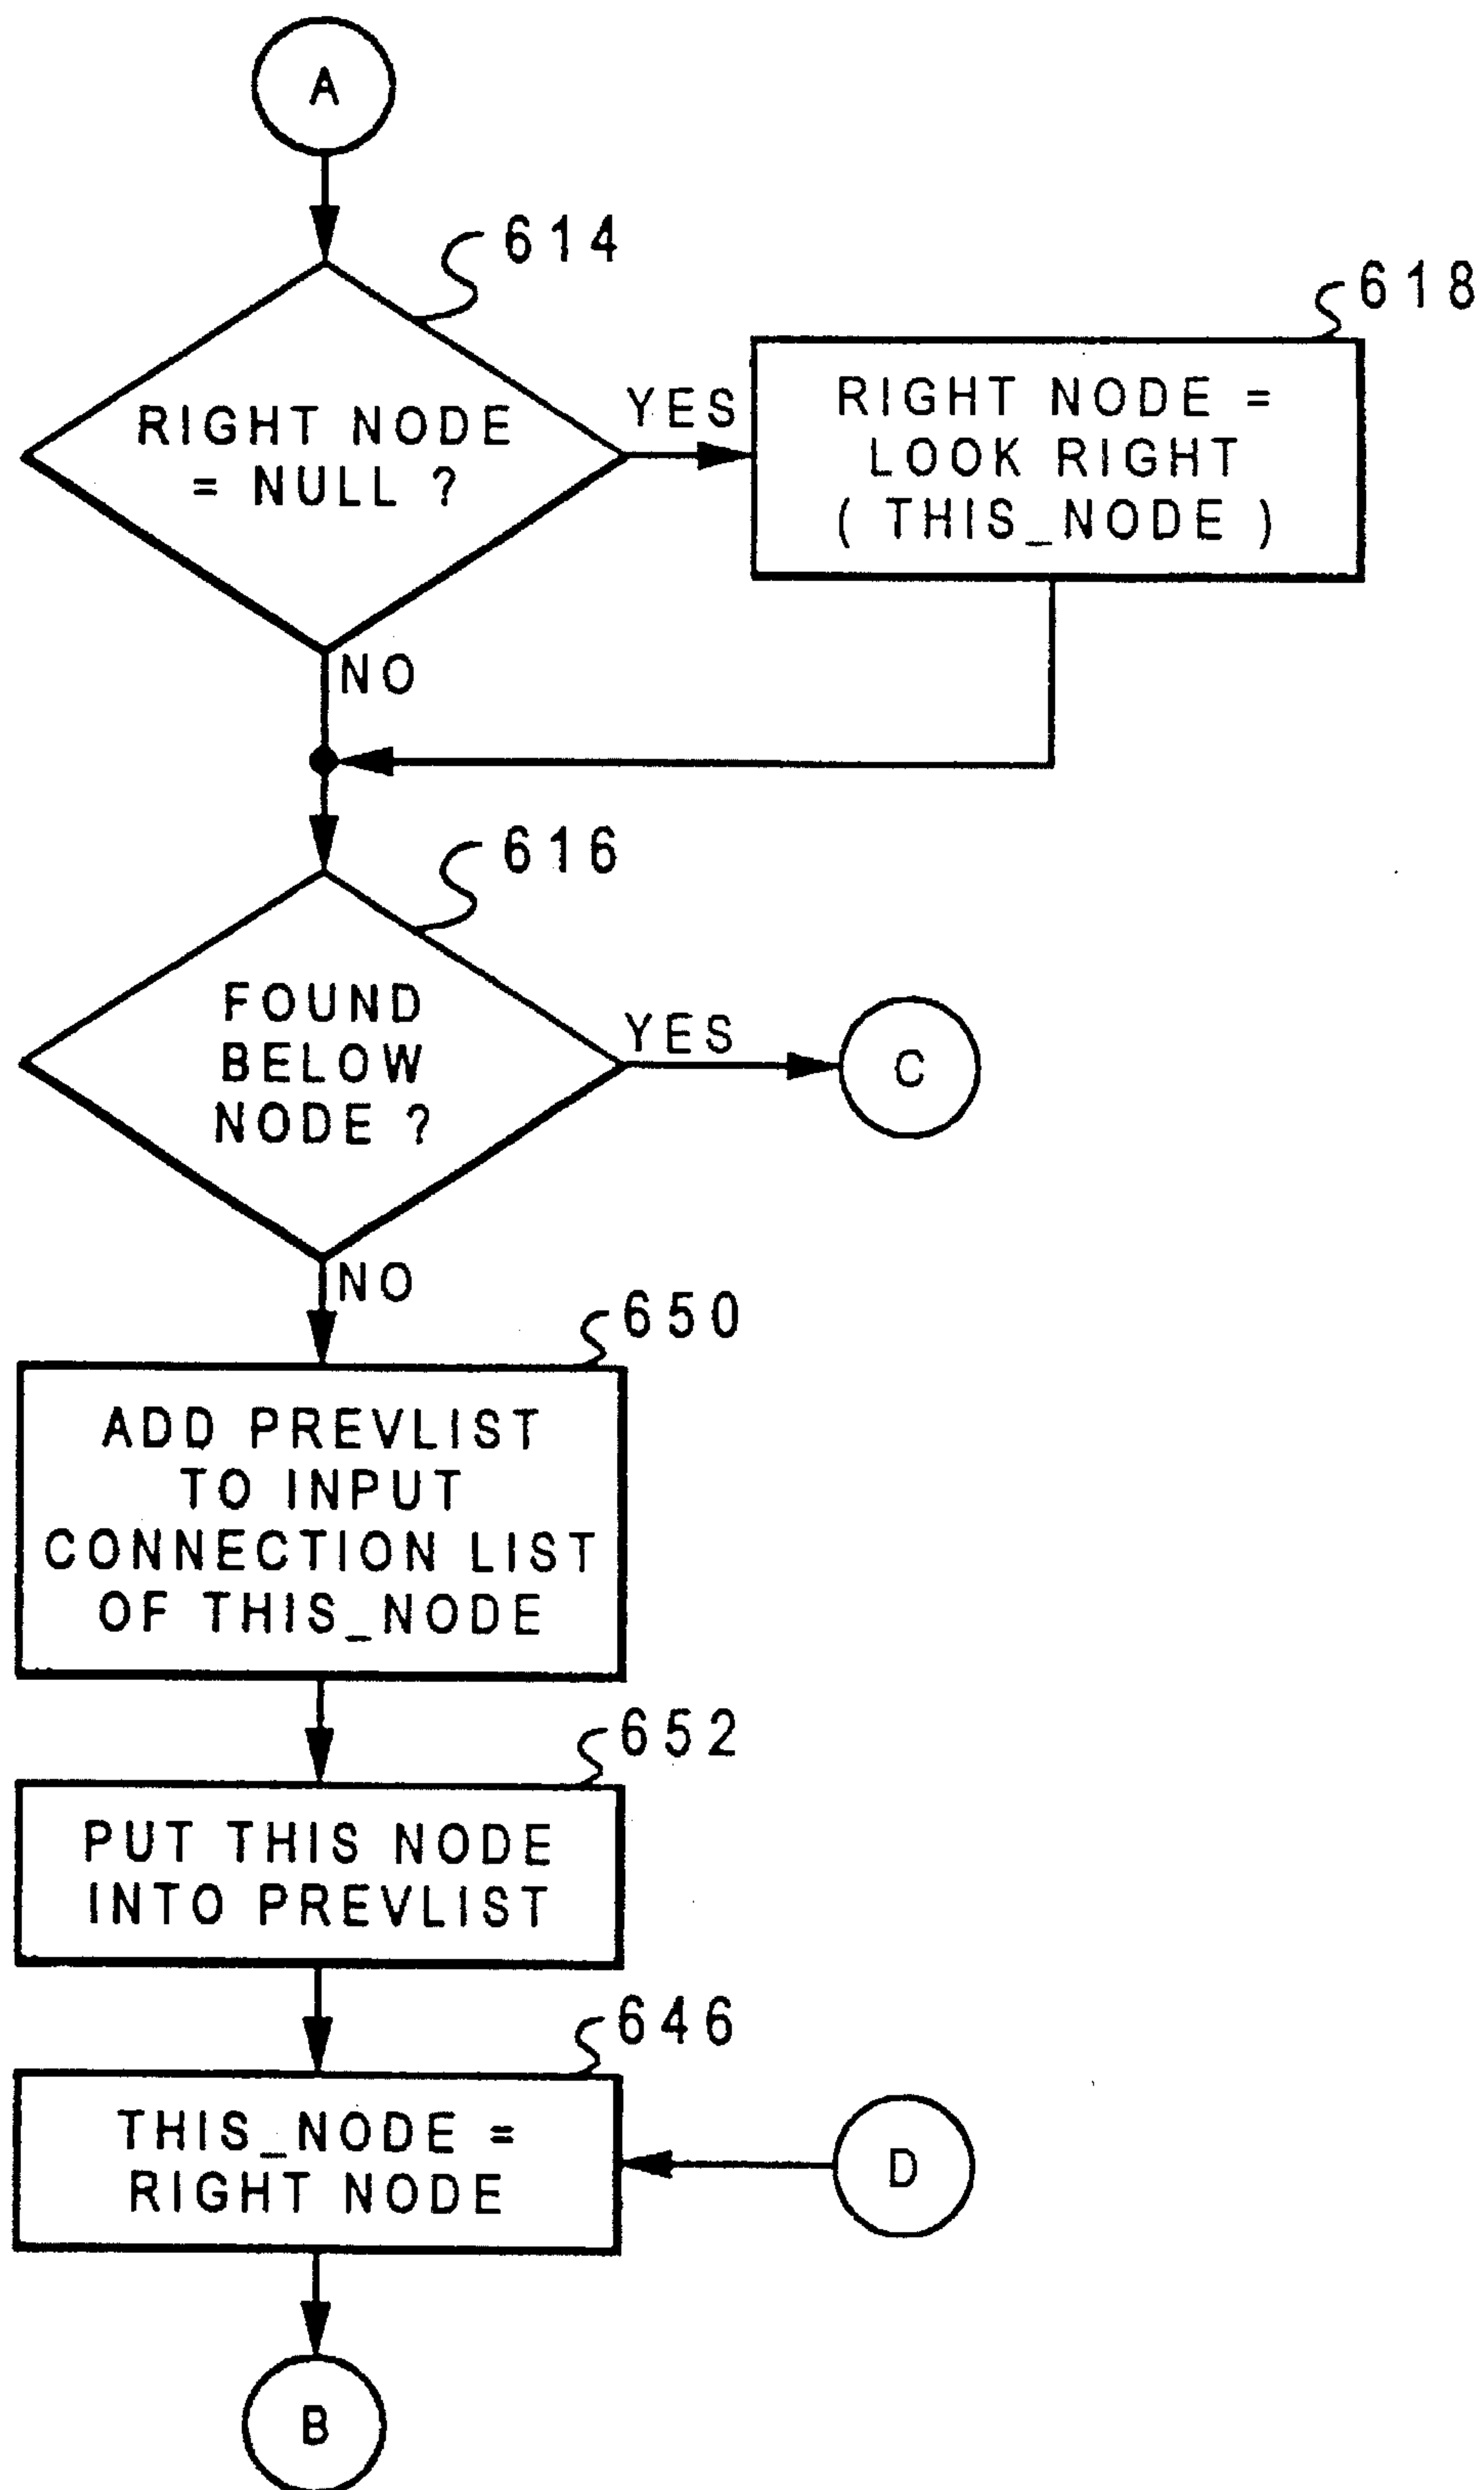 A
614
618
RIGHT NODE
= NULL ?
YES
RIGHT NODE =
LOOK RIGHT
( THIS_NODE )
NO
616
FOUND
BELOW
NODE ?
YES
C
NO
650
ADD PREVLIST
TO INPUT
CONNECTION LIST
OF THIS_NODE
652
PUT THIS NODE
INTO PREVLIST
646
THIS_NODE =
RIGHT NODE
D
B